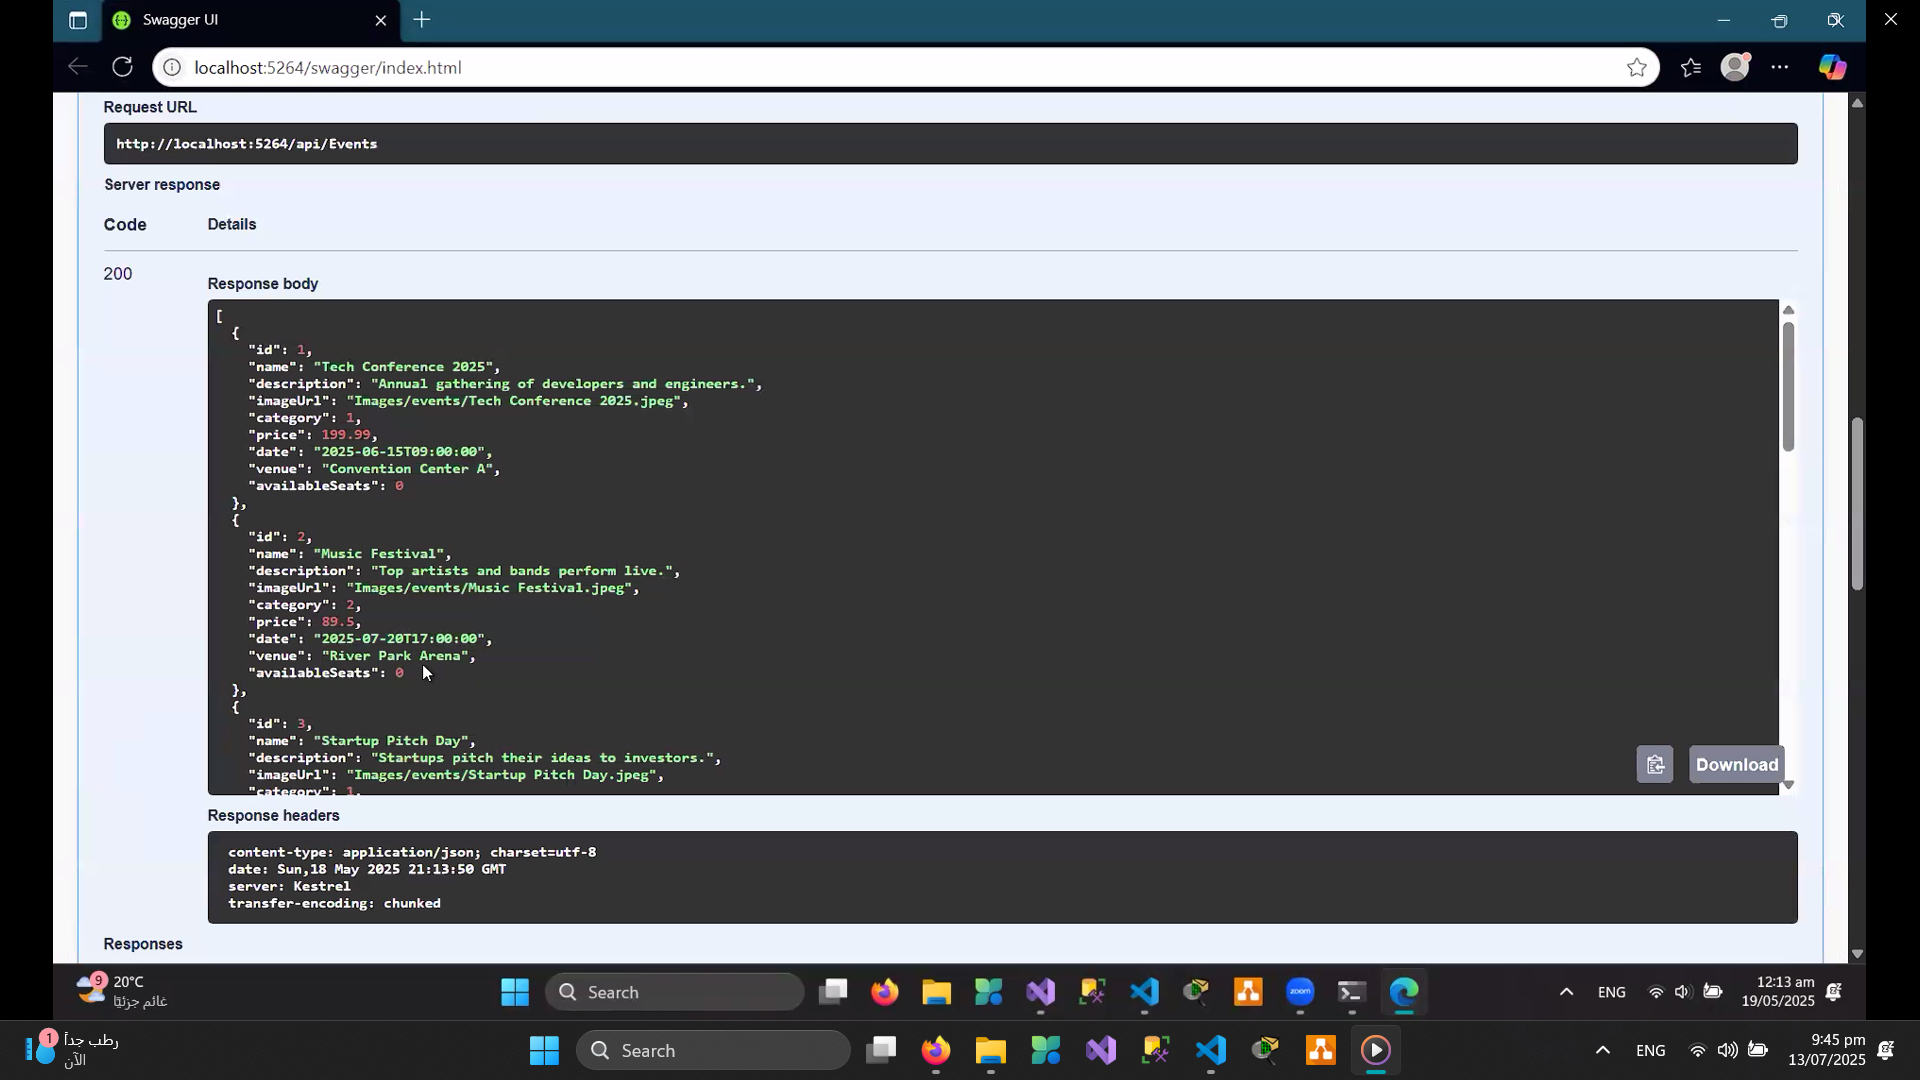 Swagger UI
localhost:5264/swagger/index.html
Request URL
http://localhost:5264/api/Events
Server response
Code Details
200
Response body
[
{
"id": 1,
"name": "Tech Conference 2025",
"description": "Annual gathering of developers and engineers.",
"imageUrl": "Images/events/Tech Conference 2025.jpeg",
"category": 1,
"price": 199.99,
"date": "2025-06-15T09:00:00",
"venue": "Convention Center A",
"availableSeats": 0
},
{
"id": 2,
"name": "Music Festival",
"description": "Top artists and bands perform live.",
"imageUrl": "Images/events/Music Festival.jpeg",
"category": 2,
"price": 89.5,
"date": "2025-07-20T17:00:00",
"venue": "River Park Arena",
"availableSeats": 0
},
{
"id": 3,
"name": "Startup Pitch Day",
"description": "Startups pitch their ideas to investors.",
"imageUrl": "Images/events/Startup Pitch Day.jpeg",
"category": 1,
Download
Response headers
content-type: application/json; charset=utf-8
date: Sun,18 May 2025 21:13:50 GMT
server: Kestrel
transfer-encoding: chunked
Responses
9
20°C
غائم جزئيًا
Search
zoom
ENG
12:13 am
19/05/2025
1
رطب جداً
الآن
Search
ENG
9:45 pm
13/07/2025